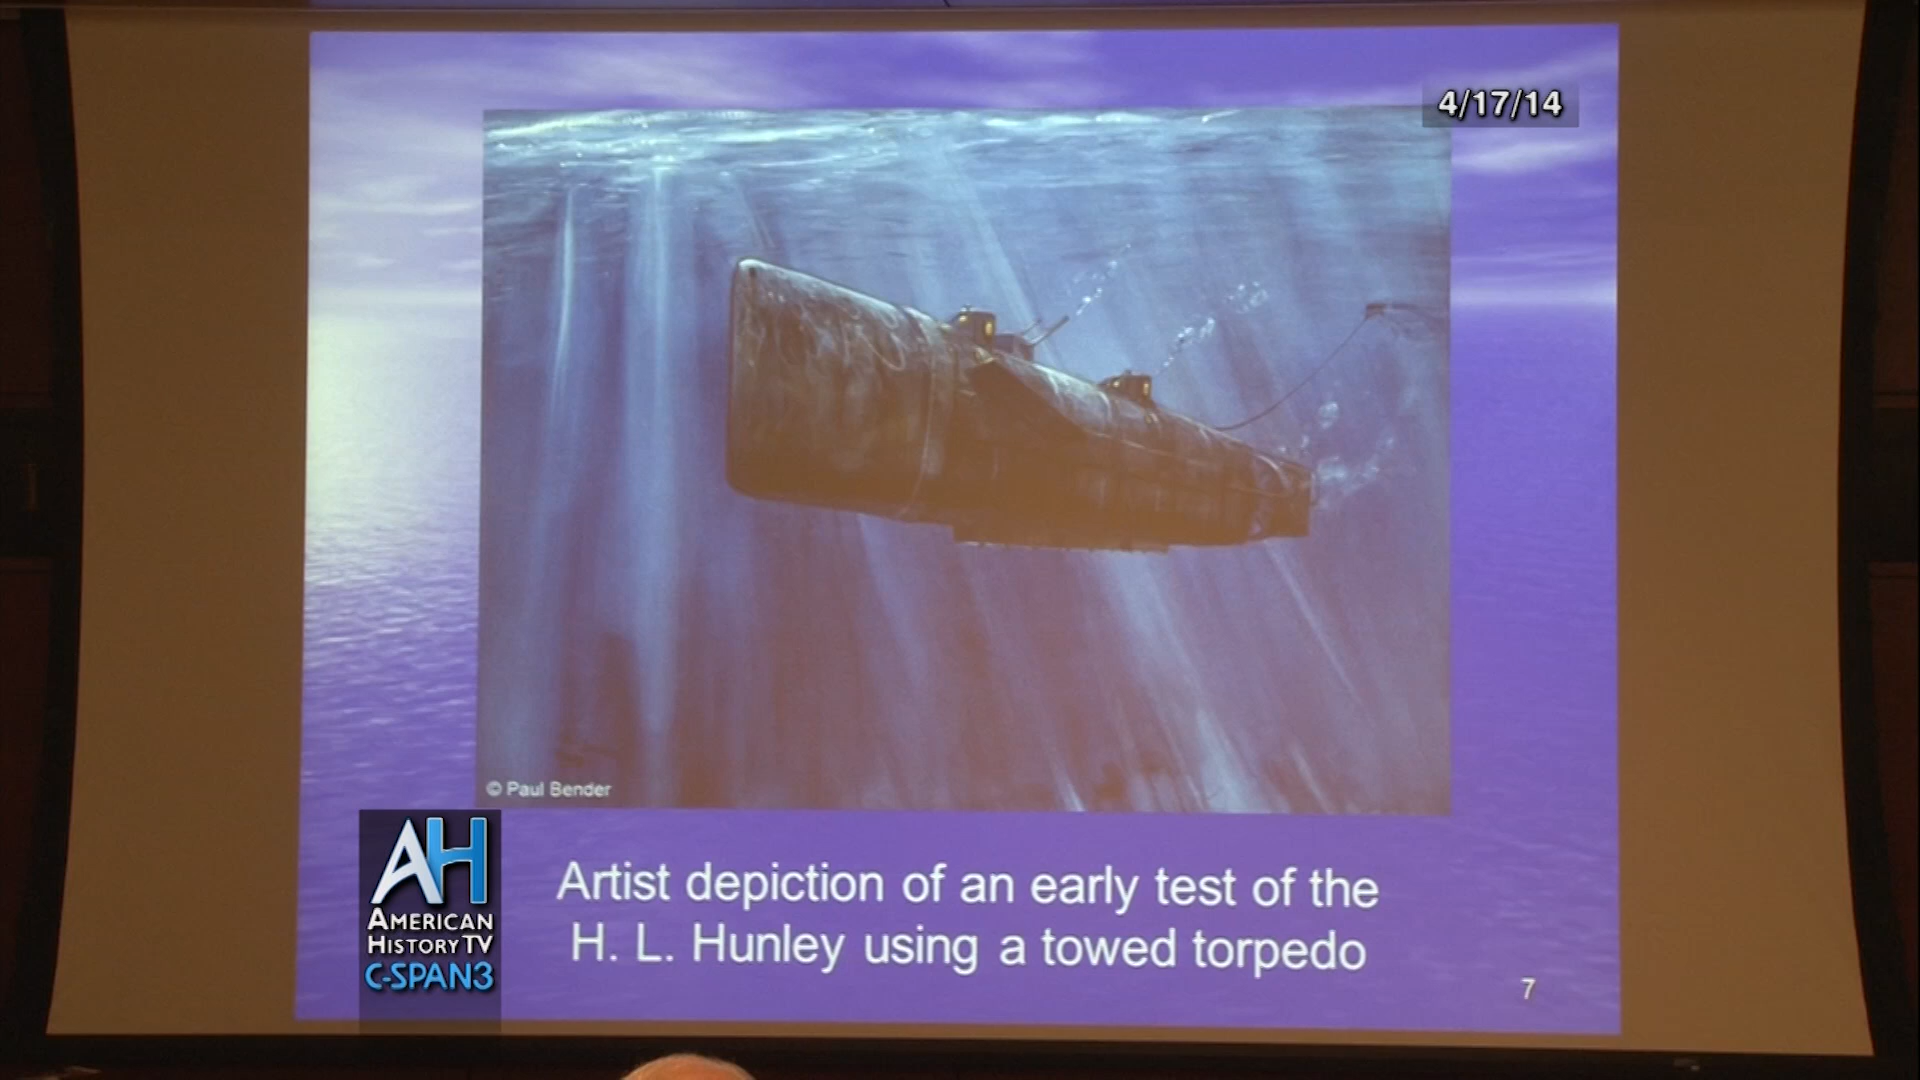 4/17/14
© Paul Bender
AH
AMERICAN
HISTORY TV
C-SPAN3
Artist depiction of an early test of the
H. L. Hunley using a towed torpedo
7